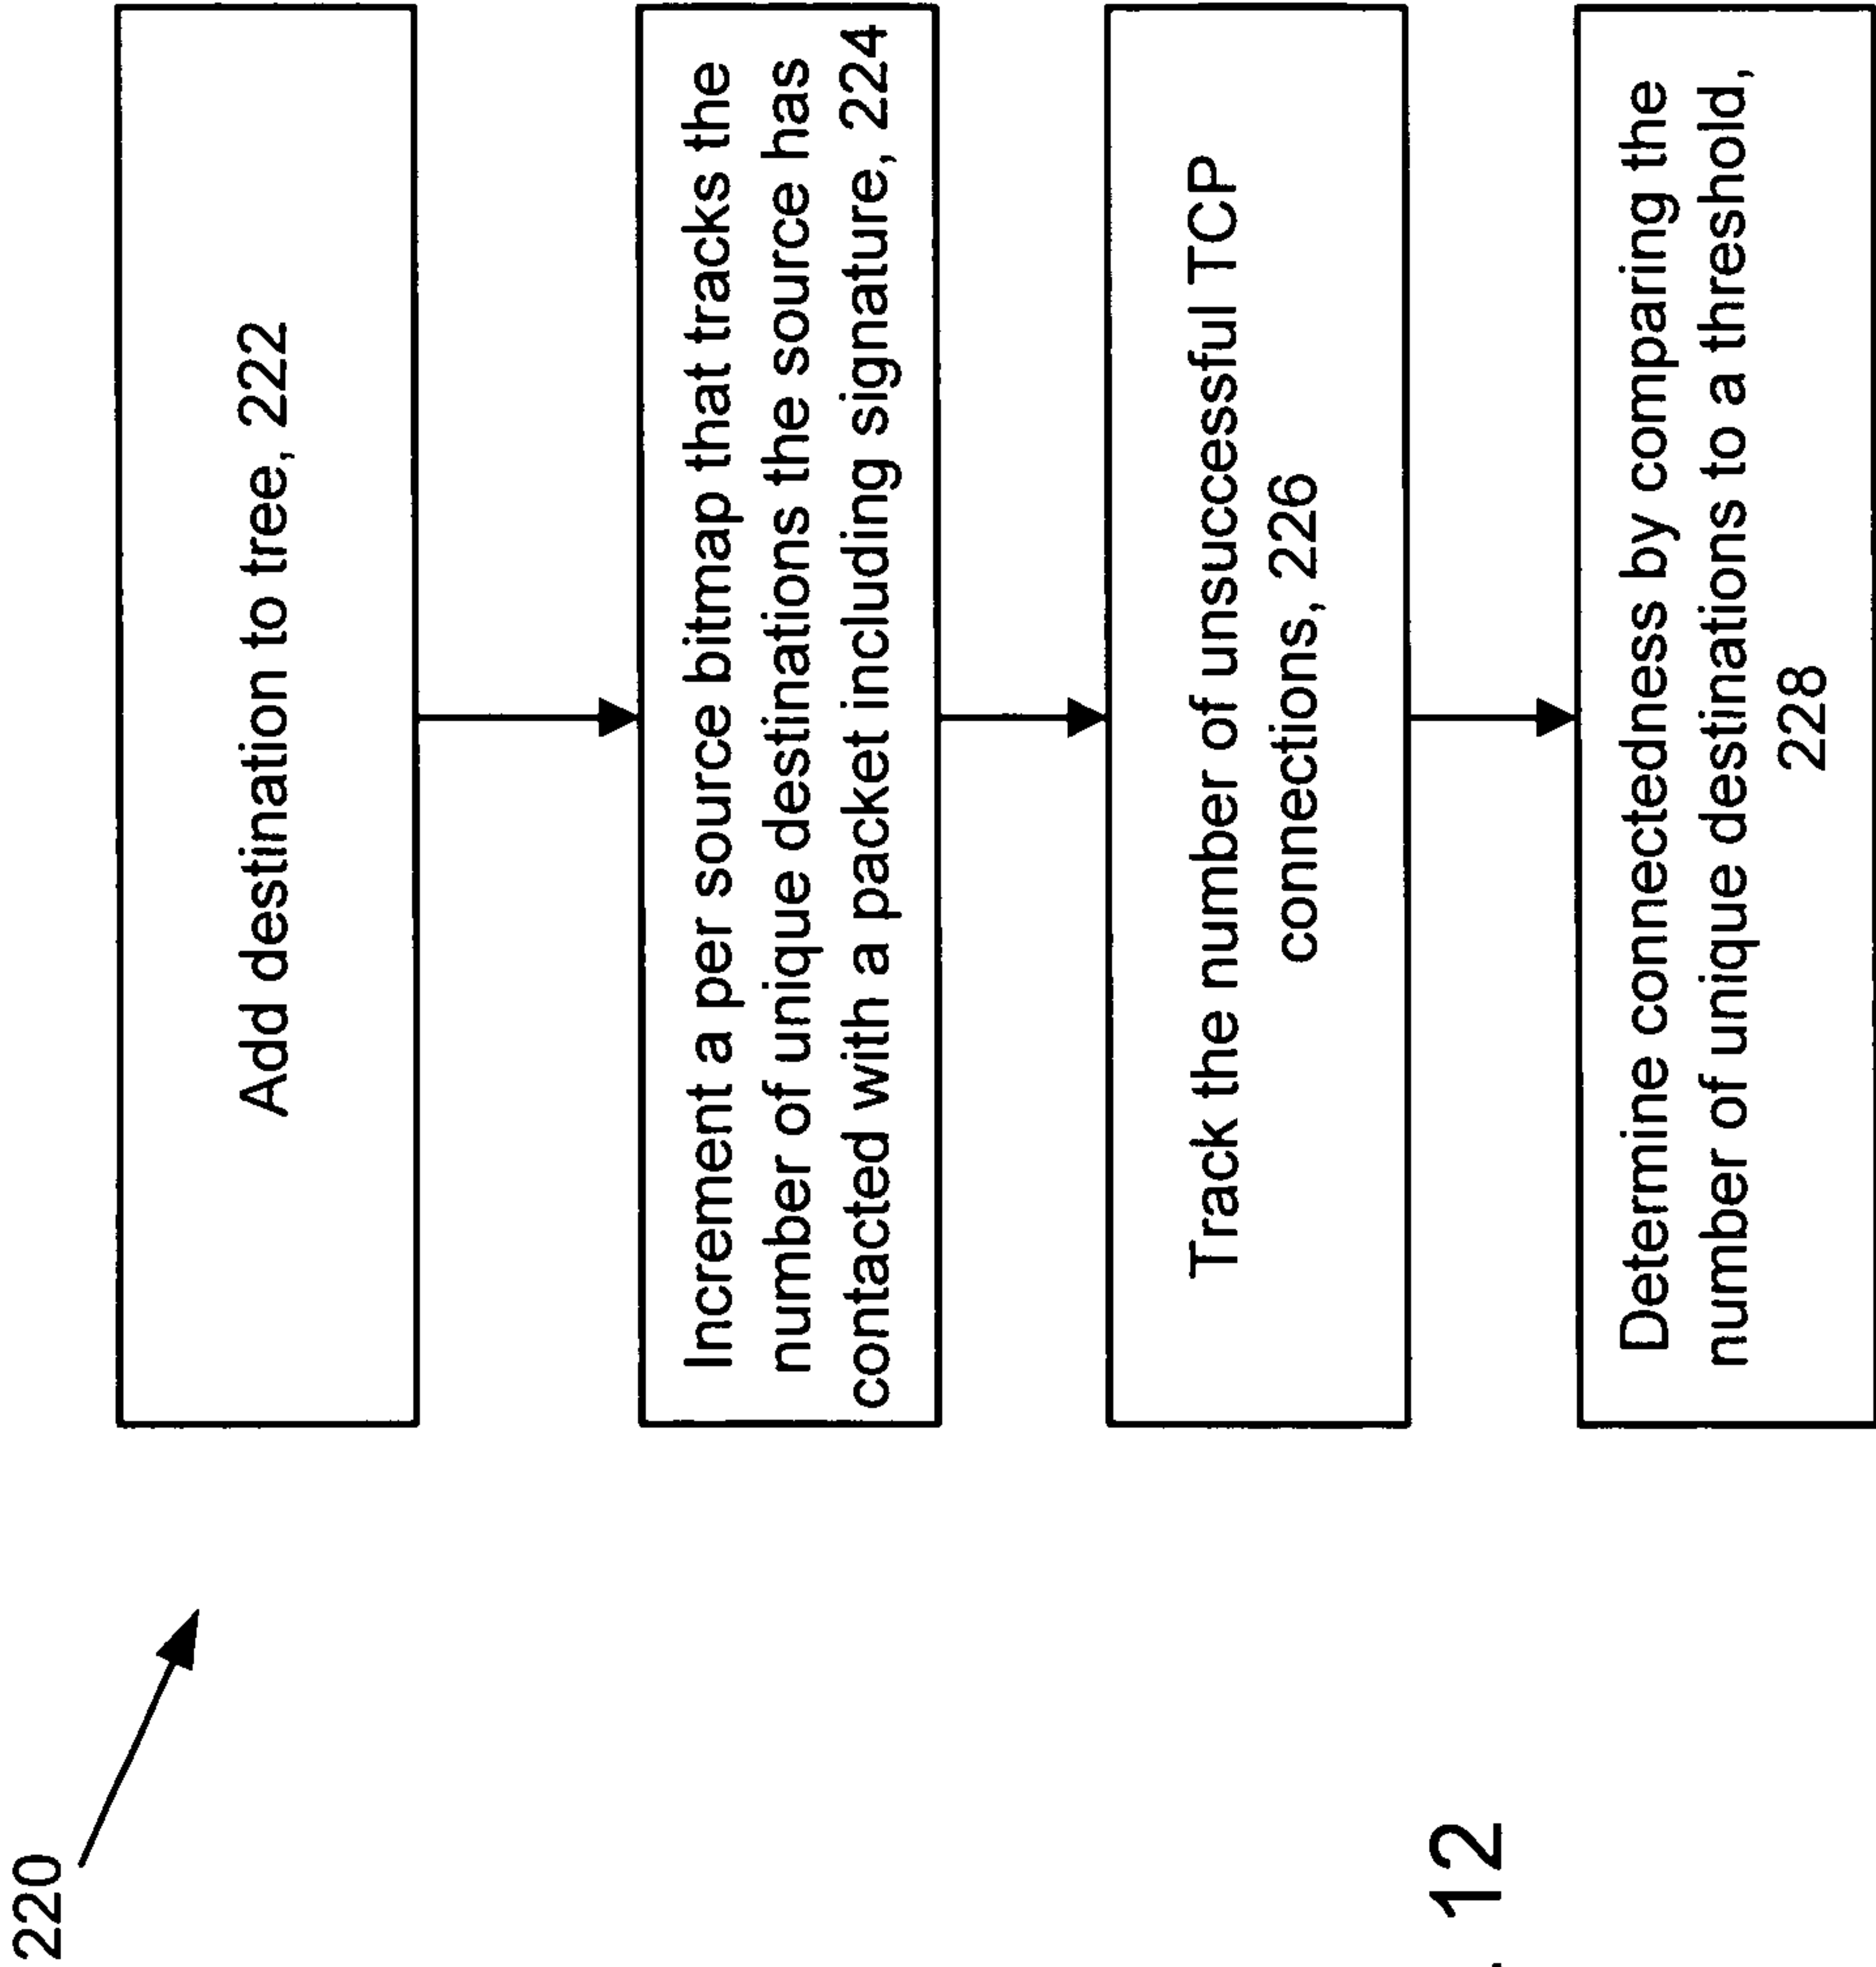 220
Add destination to tree, 222
Increment a per source bitmap that tracks the
number of unique destinations the source has
contacted with a packet including signature, 224
Track the number of unsuccessful TCP
connections, 226
Determine connectedness by comparing the
number of unique destinations to a threshold,
228
. 12